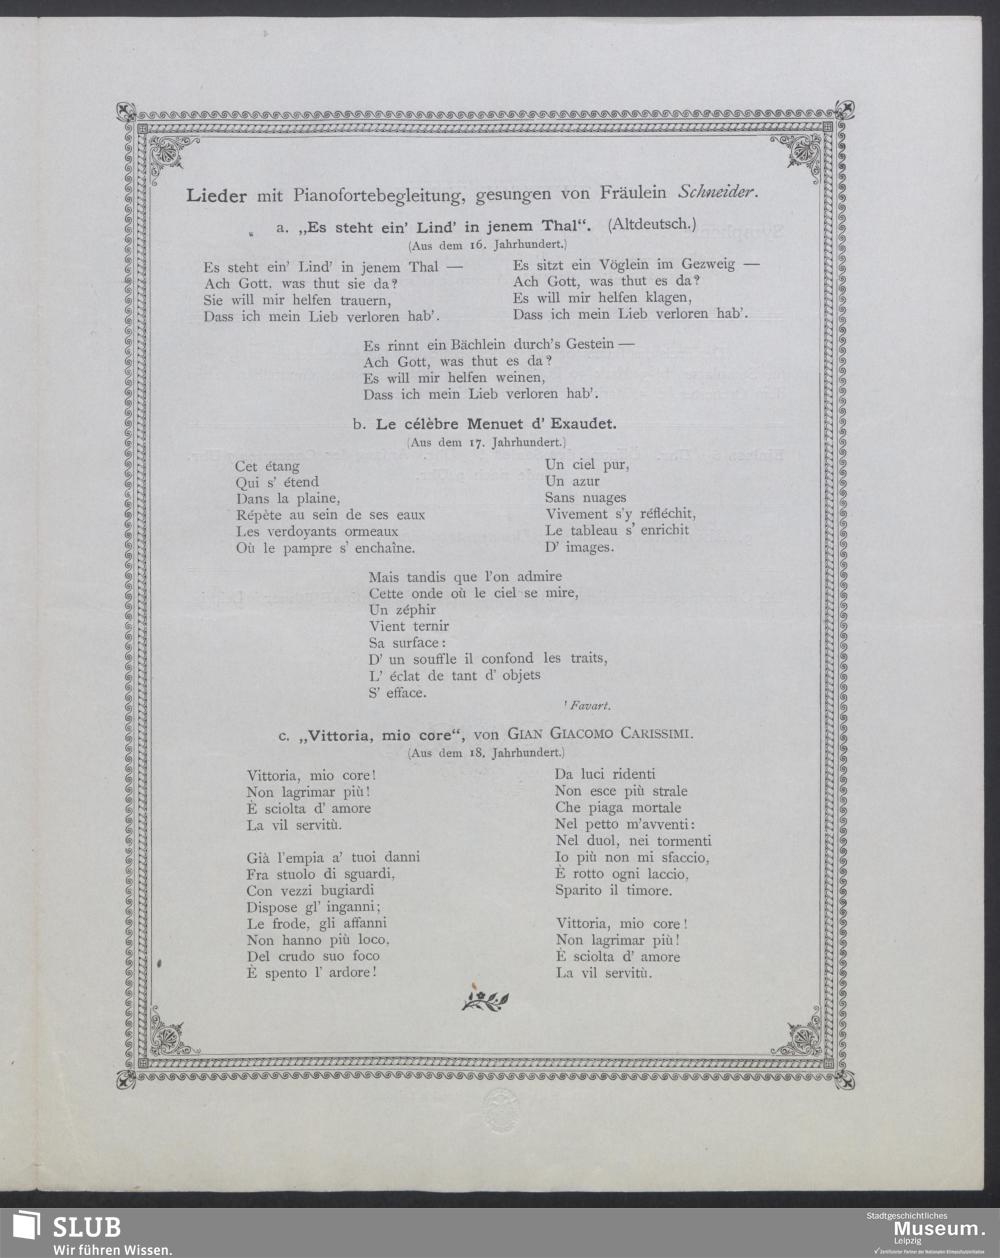 Lieder mit Pianofortebegleitung, gesungen von Fräulein Schneider.
a. „Es steht ein' Lind' in jenem Thal“. (Altdeutsch.)
(Aus dem 16. Jahrhundert.)
Es steht ein' Lind' in jenem Thal —
Ach Gott, was thut sie da?
Sie will mir helfen trauern,
Dass ich mein Lieb verloren hab'.
Es sitzt ein Vöglein im Gezweig —
Ach Gott, was thut es da?
Es will mir helfen klagen,
Dass ich mein Lieb verloren hab'.
Es rinnt ein Bächlein durch's Gestein —
Ach Gott, was thut es da?
Es will mir helfen weinen,
Dass ich mein Lieb verloren hab'.
b. Le célèbre Menuet d' Exaudet.
(Aus dem 17. Jahrhundert.)
Cet étang
Qui s' étend
Dans la plaine,
Répète au sein de ses eaux
Les verdoyants ormeaux
Où le pampre s' enchaîne.
Un ciel pur,
Un azur
Sans nuages
Vivement s'y réfléchit,
Le tableau s' enrichit
D' images.
Mais tandis que l'on admire
Cette onde où le ciel se mire,
Un zéphir
Vient ternir
Sa surface:
D' un souffle il confond les traits,
L' éclat de tant d' objets
S' efface.
Favart.
c. „Vittoria, mio core“, von GIAN GIACOMO CARISSIMI.
(Aus dem 18. Jahrhundert.)
Vittoria, mio core!
Non lagrimar più!
È sciolta d' amore
La vil servitù.
Già l'empia a' tuoi danni
Fra stuolo di sguardi,
Con vezzi bugiardi
Dispose gl' inganni;
Le frode, gli affanni
Non hanno più loco,
Del crudo suo foco
È spento l' ardore!
Da luci ridenti
Non esce più strale
Che piaga mortale
Nel petto m'avventi:
Nel duol, nei tormenti
Io più non mi sfaccio,
È rotto ogni laccio,
Sparito il timore.
Vittoria, mio core!
Non lagrimar più!
È sciolta d' amore
La vil servitù.
SLUB
Wir führen Wissen.
Stadtgeschichtliches
Museum.
Leipzig
Zertifizierter Partner der Nationalen Klimaschutzinitiative